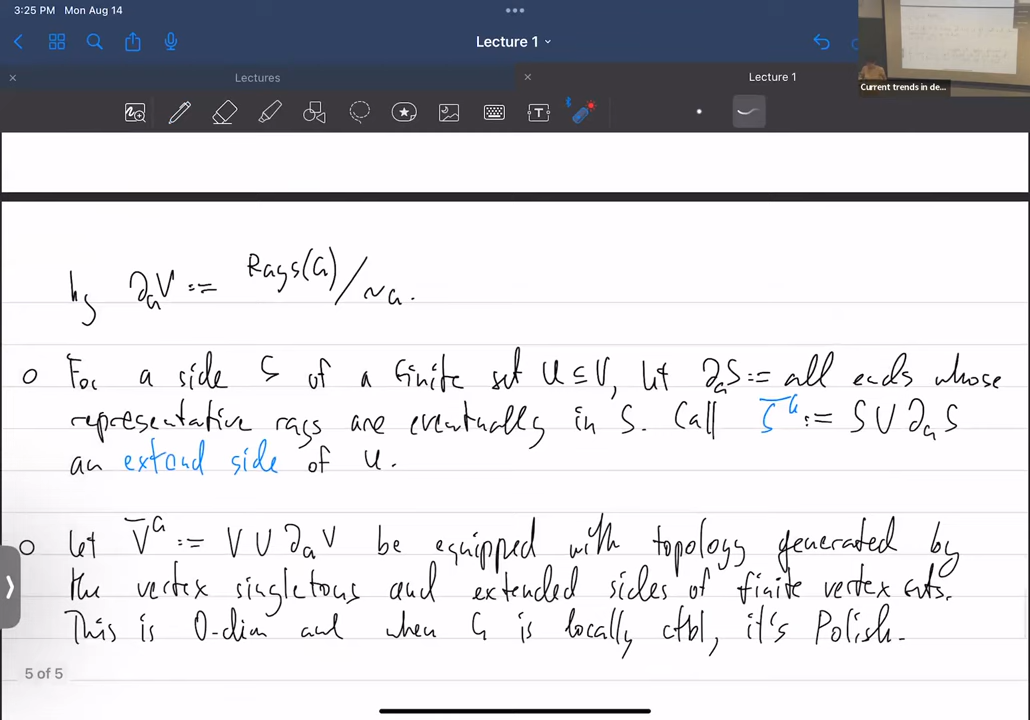 3:25 PM Mon Aug 14
Lecture 1
Lectures
Lecture 1
Current trends in de...
by ∂_G V := Rays(G)/~G.
o For a side S of a finite set U ⊆ V, let ∂_G S := all ends whose
representative rays are eventually in S. Call S̄^G := S ∪ ∂_G S
an extend side of U.
o Let V̄^G := V ∪ ∂_G V be equipped with topology generated by
the vertex singletons and extended sides of finite vertex cuts.
This is 0-dim and when G is locally ctbl, it's Polish.
5 of 5